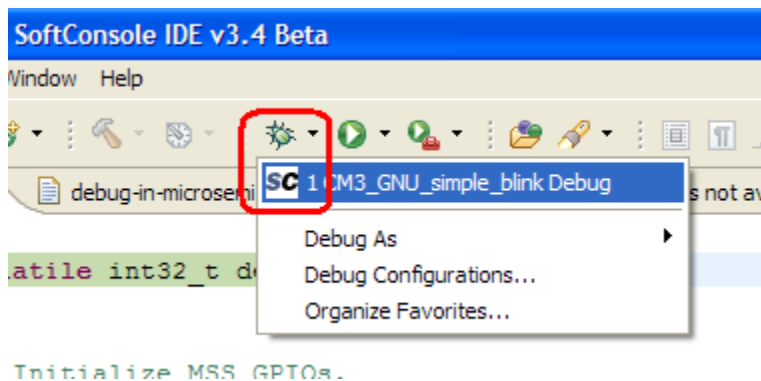 SoftConsole IDE v3.4 Beta
Window Help
debug-in-microsemi
SC 1 CM3_GNU_simple_blink Debug
s not av
Debug As
atile int32_t de
Debug Configurations...
Organize Favorites...
Initialize MSS GPIOs.